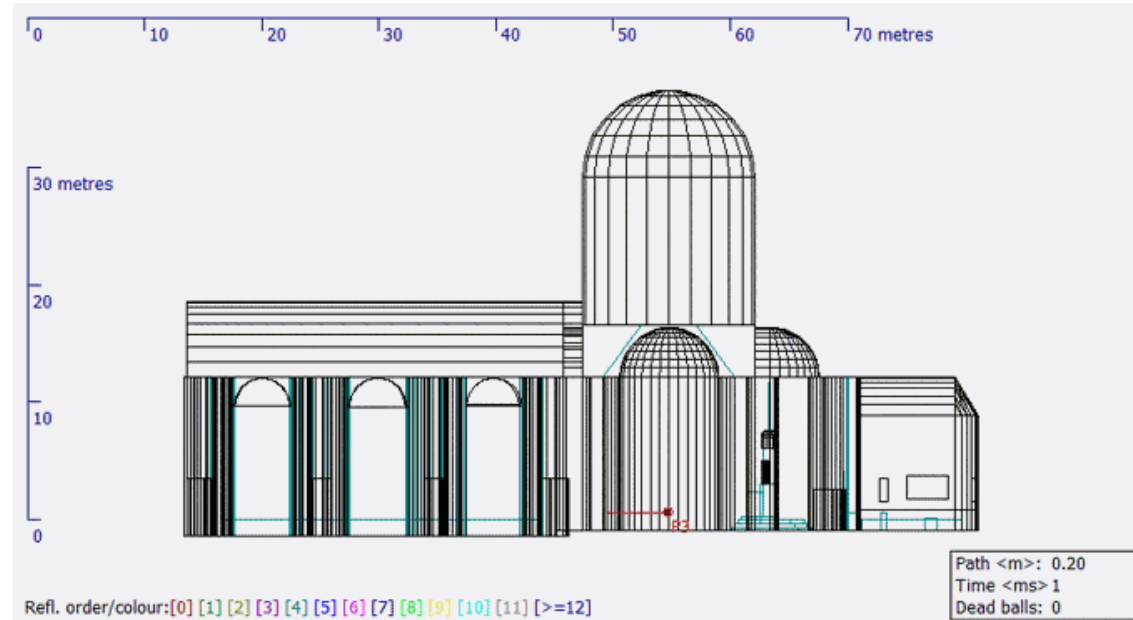 0 10 20 30 40 50 60 70 metres
30 metres
20
10
0
P3
Path <m>: 0.20
Time <ms> 1
Dead balls: 0
Refl. order/colour:[0] [1] [2] [3] [4] [5] [6] [7] [8] [9] [10] [11] [>=12]